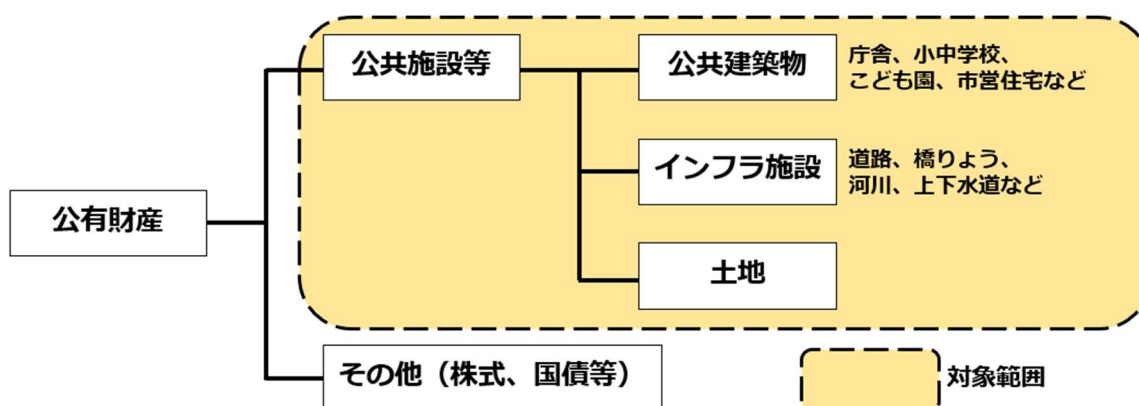 公共施設等
公共建築物
庁舎、小中学校、
こども園、市営住宅など
インフラ施設
道路、橋りょう、
河川、上下水道など
公有財産
土地
その他（株式、国債等）
対象範囲